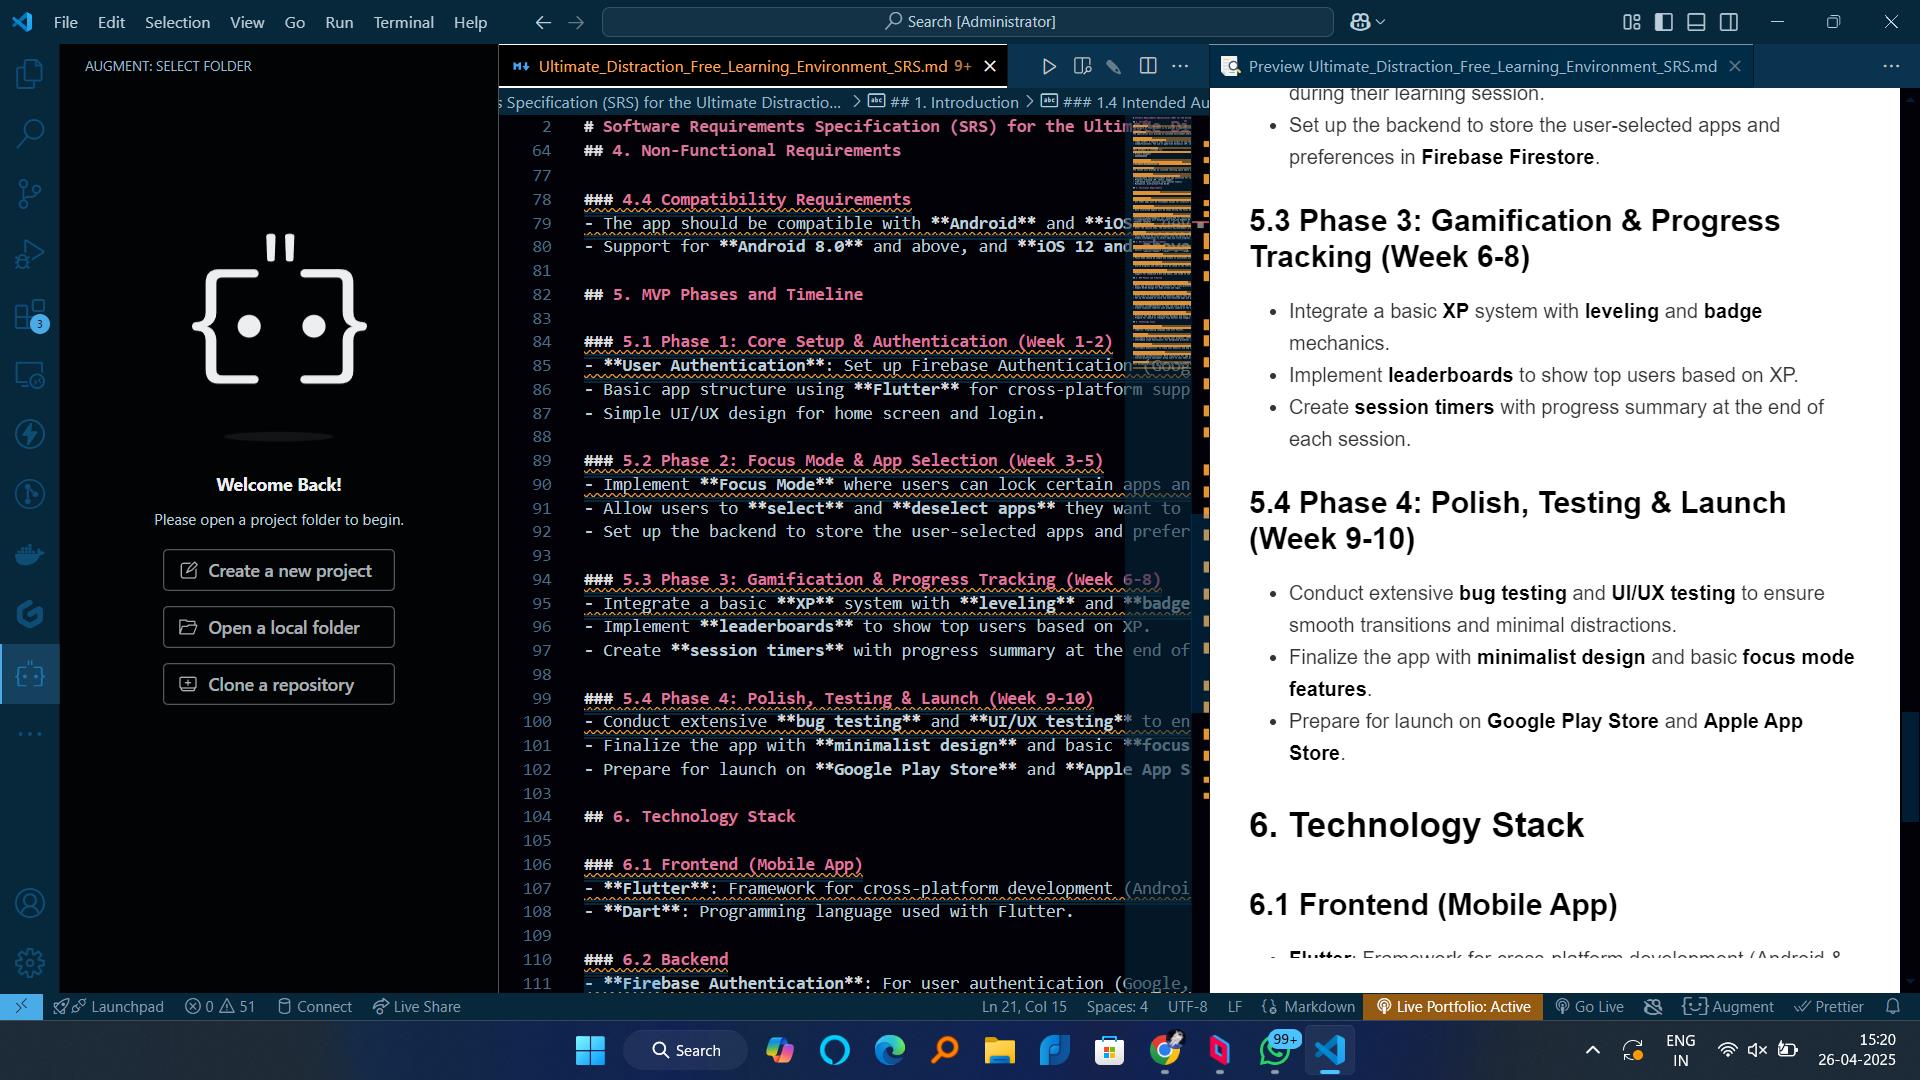 File Edit Selection View Go Run Terminal Help
Search [Administrator]
AUGMENT: SELECT FOLDER
Welcome Back!
Please open a project folder to begin.
Create a new project
Open a local folder
Clone a repository
3
Ultimate_Distraction_Free_Learning_Environment_SRS.md 9+
s Specification (SRS) for the Ultimate Distractio... > ## 1. Introduction > ### 1.4 Intended Au
2 # Software Requirements Specification (SRS) for the Ultim
64 ## 4. Non-Functional Requirements
77
78 ### 4.4 Compatibility Requirements
79 - The app should be compatible with **Android** and **iOS
80 - Support for **Android 8.0** and above, and **iOS 12 and
81
82 ## 5. MVP Phases and Timeline
83
84 ### 5.1 Phase 1: Core Setup & Authentication (Week 1-2)
85 - **User Authentication**: Set up Firebase Authentication (Goog
86 - Basic app structure using **Flutter** for cross-platform supp
87 - Simple UI/UX design for home screen and login.
88
89 ### 5.2 Phase 2: Focus Mode & App Selection (Week 3-5)
90 - Implement **Focus Mode** where users can lock certain apps an
91 - Allow users to **select** and **deselect apps** they want to
92 - Set up the backend to store the user-selected apps and prefer
93
94 ### 5.3 Phase 3: Gamification & Progress Tracking (Week 6-8)
95 - Integrate a basic **XP** system with **leveling** and **badge
96 - Implement **leaderboards** to show top users based on XP.
97 - Create **session timers** with progress summary at the end of
98
99 ### 5.4 Phase 4: Polish, Testing & Launch (Week 9-10)
100 - Conduct extensive **bug testing** and **UI/UX testing** to en
101 - Finalize the app with **minimalist design** and basic **focus
102 - Prepare for launch on **Google Play Store** and **Apple App S
103
104 ## 6. Technology Stack
105
106 ### 6.1 Frontend (Mobile App)
107 - **Flutter**: Framework for cross-platform development (Androi
108 - **Dart**: Programming language used with Flutter.
109
110 ### 6.2 Backend
111 - **Firebase Authentication**: For user authentication (Google,
Preview Ultimate_Distraction_Free_Learning_Environment_SRS.md
during their learning session.
• Set up the backend to store the user-selected apps and
preferences in Firebase Firestore.
5.3 Phase 3: Gamification & Progress
Tracking (Week 6-8)
• Integrate a basic XP system with leveling and badge
mechanics.
• Implement leaderboards to show top users based on XP.
• Create session timers with progress summary at the end of
each session.
5.4 Phase 4: Polish, Testing & Launch
(Week 9-10)
• Conduct extensive bug testing and UI/UX testing to ensure
smooth transitions and minimal distractions.
• Finalize the app with minimalist design and basic focus mode
features.
• Prepare for launch on Google Play Store and Apple App
Store.
6. Technology Stack
6.1 Frontend (Mobile App)
• Flutter: Framework for cross-platform development (Android &
Launchpad 0 51 Connect Live Share Ln 21, Col 15 Spaces: 4 UTF-8 LF Markdown Live Portfolio: Active Go Live Augment Prettier
Search
99+
ENG
IN
15:20
26-04-2025